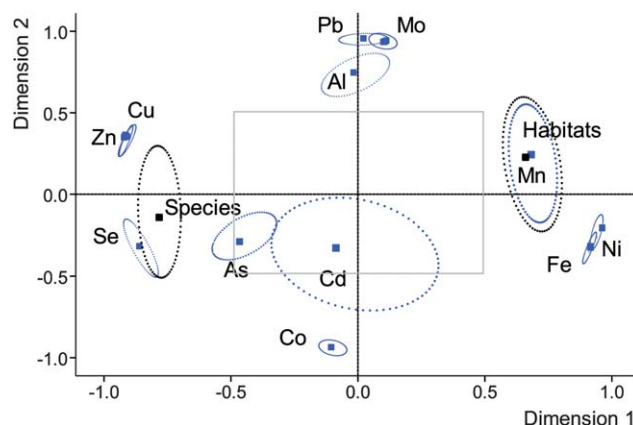 Dimension 2
1.0
0.5
0.0
-0.5
-1.0
Pb Mo
Al
Cu
Zn
Habitats
Mn
Species
Se
As
Cd
Fe Ni
Co
-1.0 -0.5 0.0 0.5 1.0
Dimension 1